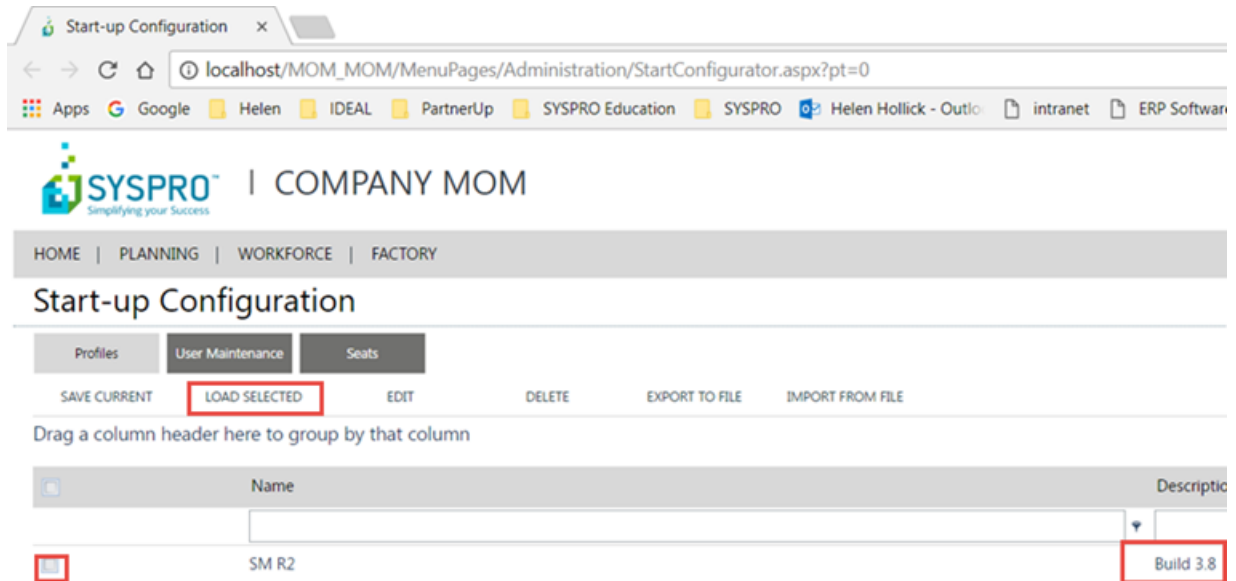 Start-up Configuration ×
localhost/MOM_MOM/MenuPages/Administration/StartConfigurator.aspx?pt=0
Apps G Google Helen IDEAL PartnerUp SYSPRO Education SYSPRO Helen Hollick - Outlo intranet ERP Softwar
SYSPRO™ | COMPANY MOM
Simplifying your Success
HOME | PLANNING | WORKFORCE | FACTORY
Start-up Configuration
Profiles User Maintenance Seats
SAVE CURRENT LOAD SELECTED EDIT DELETE EXPORT TO FILE IMPORT FROM FILE
Drag a column header here to group by that column
Name Descriptio
SM R2 Build 3.8